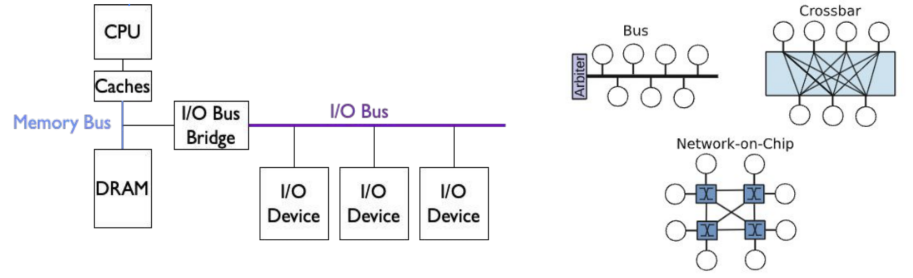 CPU
Caches
Memory Bus
I/O Bus
Bridge
I/O Bus
DRAM
I/O
Device
I/O
Device
I/O
Device
Bus
Arbiter
Crossbar
Network-on-Chip